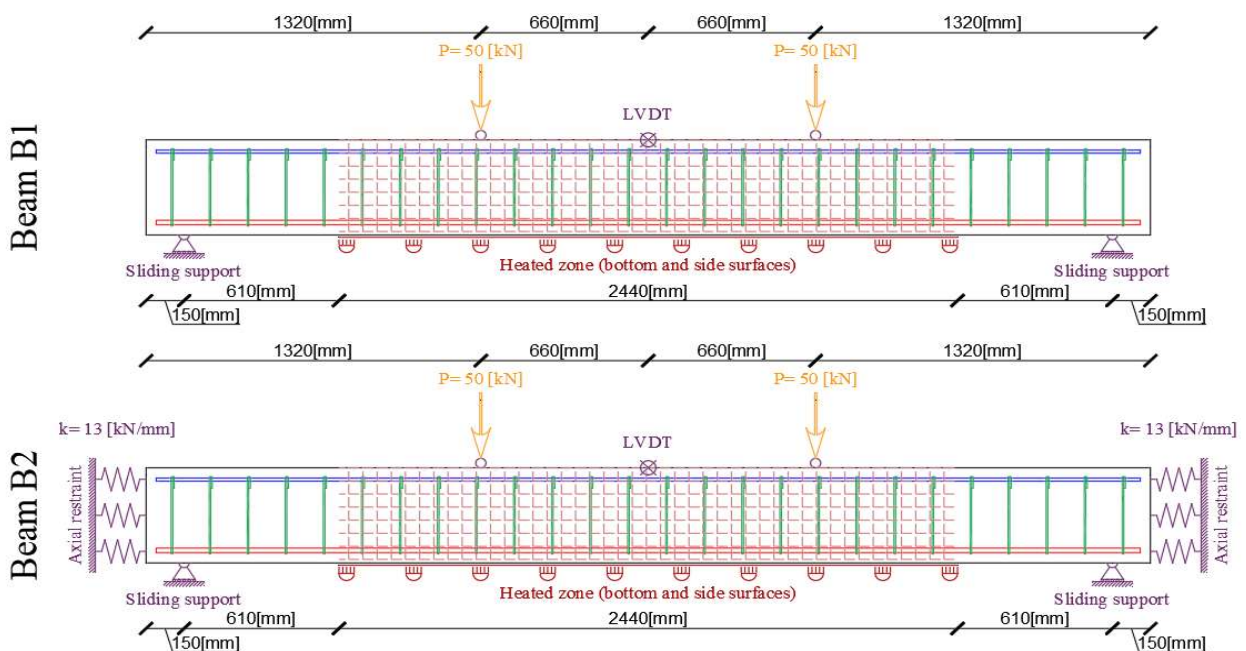 1320[mm] 660[mm] 660[mm] 1320[mm]
P= 50 [kN] P= 50 [kN]
LVDT
Beam B1
Sliding support Heated zone (bottom and side surfaces) Sliding support
610[mm] 2440[mm] 610[mm]
150[mm] 150[mm]
1320[mm] 660[mm] 660[mm] 1320[mm]
P= 50 [kN] P= 50 [kN]
k= 13 [kN/mm] LVDT k= 13 [kN/mm]
Beam B2
Axial restraint Axial restraint
Sliding support Heated zone (bottom and side surfaces) Sliding support
610[mm] 2440[mm] 610[mm]
150[mm] 150[mm]